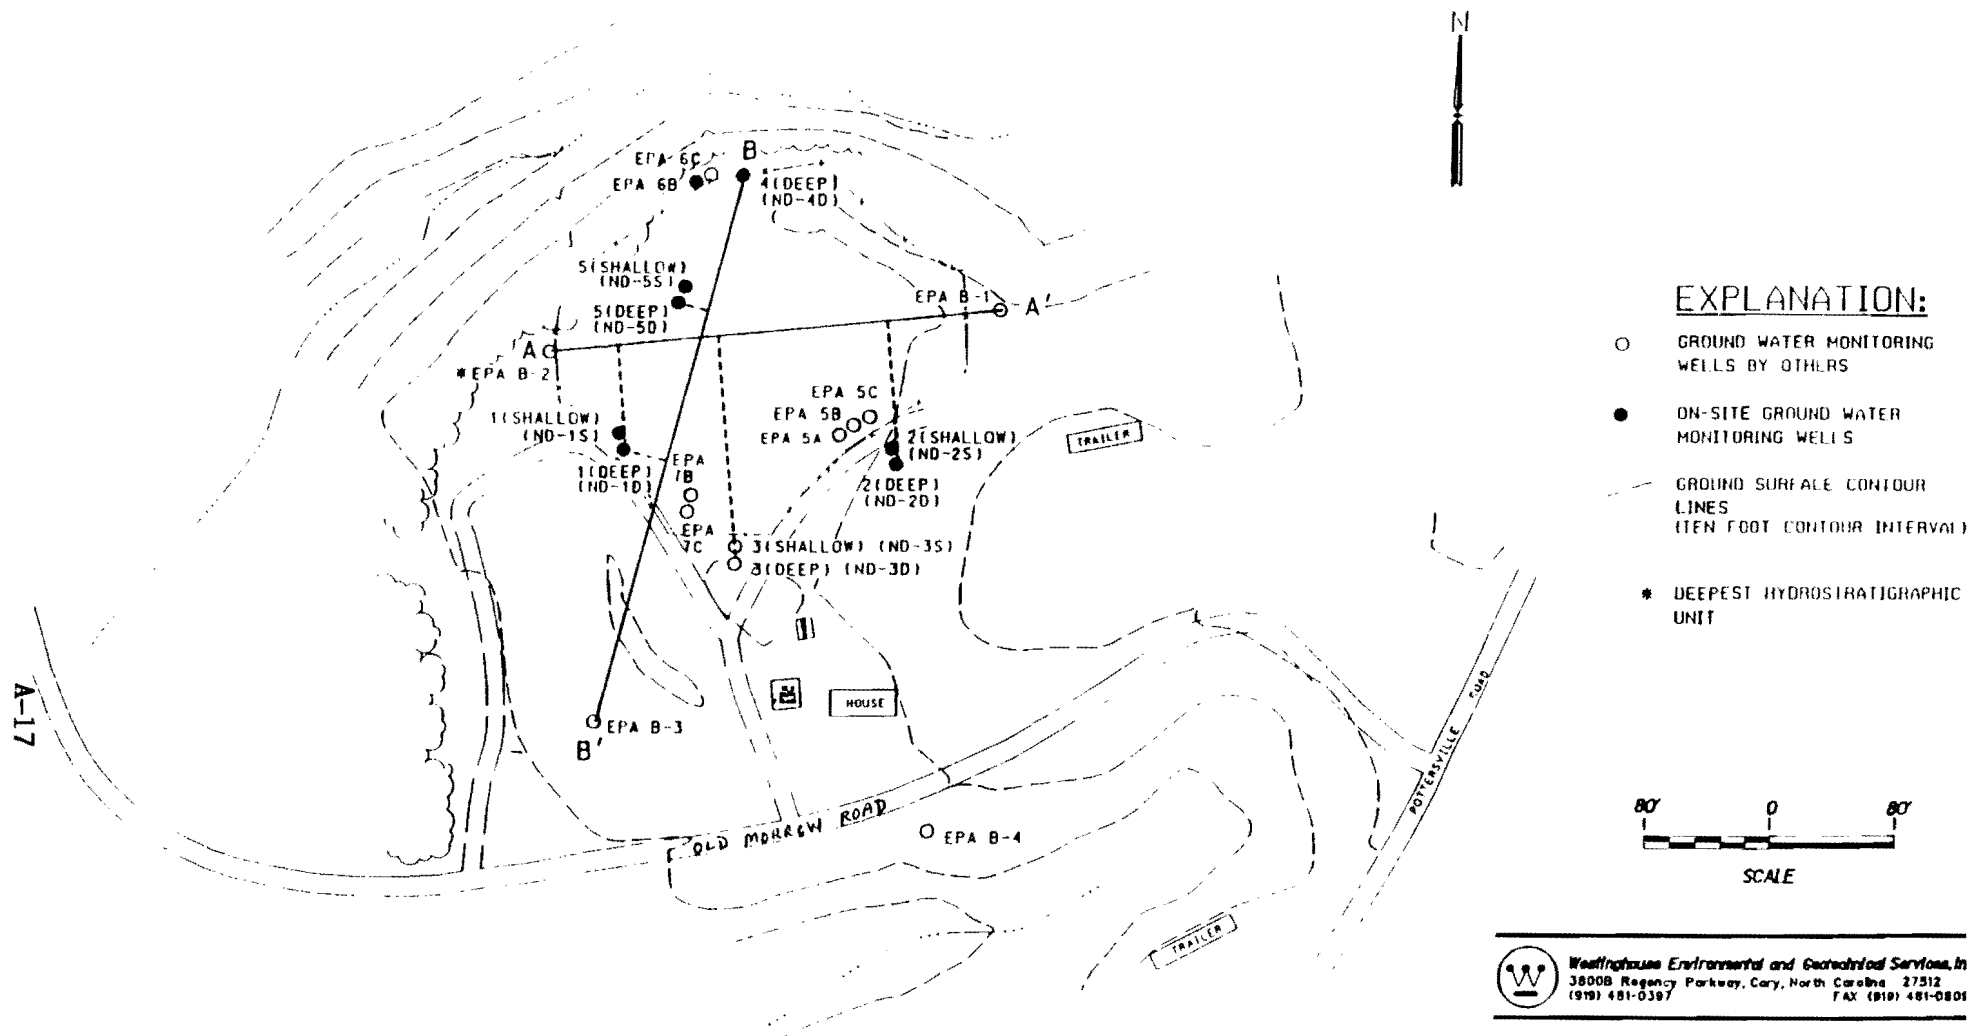 N
EPA 6C
B
EPA 6B
4(DEEP)
(ND-4D)
5(SHALLOW)
(ND-5S)
5(DEEP)
(ND-5D)
EPA B-1
A'
A
*EPA B-2
1(SHALLOW)
(ND-1S)
1(DEEP)
(ND-1D)
EPA
7B
EPA
7C
EPA 5C
EPA 5B
EPA 5A
2(SHALLOW)
(ND-2S)
2(DEEP)
(ND-2D)
3(SHALLOW) (ND-3S)
3(DEEP) (ND-3D)
TRAILER
HOUSE
EPA B-3
B'
OLD MORROW ROAD
EPA B-4
TRAILER
POTTERSVILLE ROAD
A-17
EXPLANATION:
GROUND WATER MONITORING
WELLS BY OTHERS
ON-SITE GROUND WATER
MONITORING WELLS
GROUND SURFACE CONTOUR
LINES
(TEN FOOT CONTOUR INTERVAL)
* DEEPEST HYDROSTRATIGRAPHIC
UNIT
80' 0 80'
SCALE
W
Westinghouse Environmental and Geotechnical Services, In
3800B Regency Parkway, Cary, North Carolina 27512
(919) 481-0397 FAX (919) 481-0809